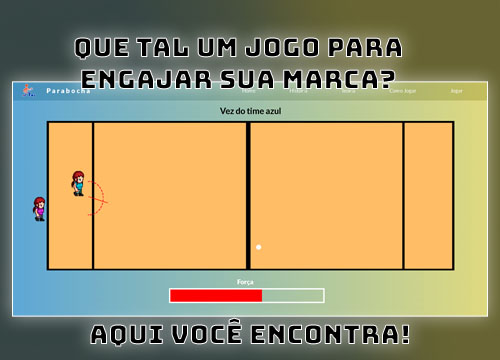 QUE TAL UM JOGO PARA
ENGAJAR SUA MARCA?
Parabocha
Como Jogar
Jogar
Vez do time azul
Força
AQUI VOCÊ ENCONTRA!